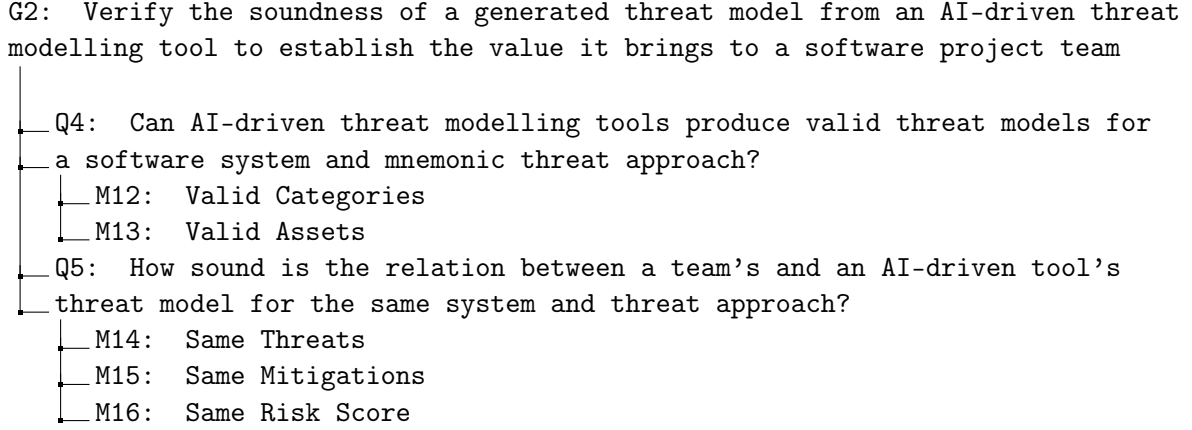 G2: Verify the soundness of a generated threat model from an AI-driven threat
modelling tool to establish the value it brings to a software project team
Q4: Can AI-driven threat modelling tools produce valid threat models for
a software system and mnemonic threat approach?
M12: Valid Categories
M13: Valid Assets
Q5: How sound is the relation between a team's and an AI-driven tool's
threat model for the same system and threat approach?
M14: Same Threats
M15: Same Mitigations
M16: Same Risk Score